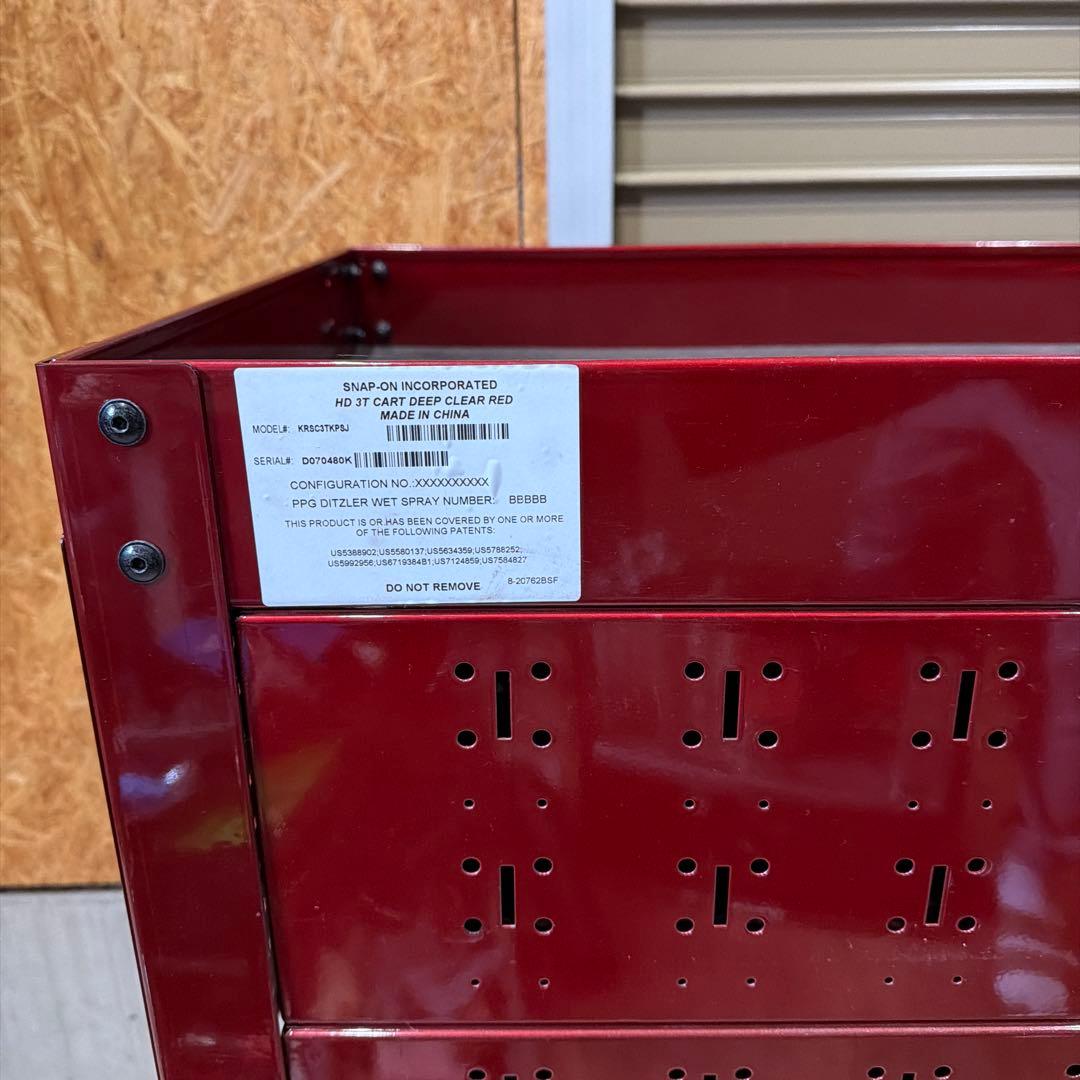 SNAP-ON INCORPORATED
HD 3T CART DEEP CLEAR RED
MADE IN CHINA
MODEL#: KRSC3TKPSJ
SERIAL#: D070480K
CONFIGURATION NO.:XXXXXXXXXX
PPG DITZLER WET SPRAY NUMBER: BBBBB
THIS PRODUCT IS OR HAS BEEN COVERED BY ONE OR MORE
OF THE FOLLOWING PATENTS:
US5388902;US5580137;US5634359;US5788252;
US5992956;US6719384B1;US7124859;US7584827
DO NOT REMOVE 8-20762BSF